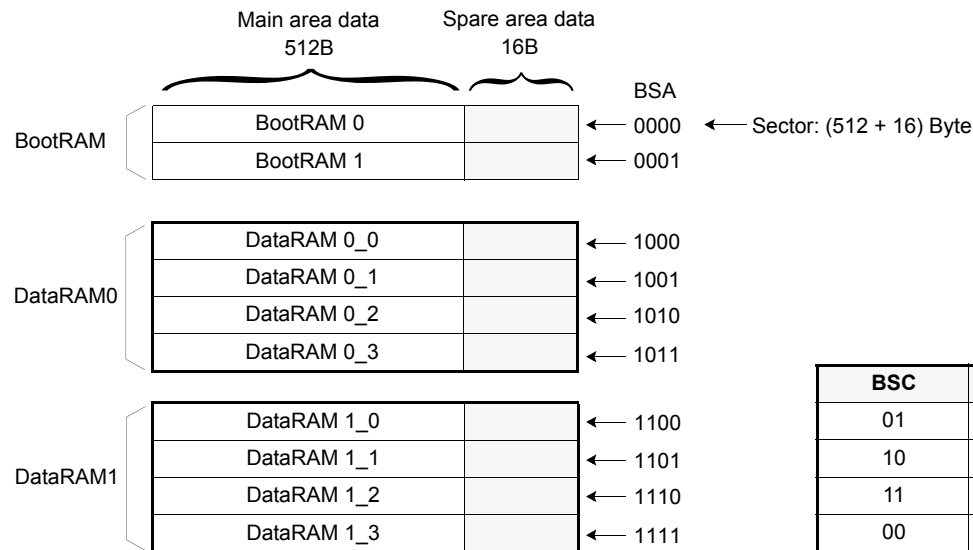 Main area data Spare area data
512B 16B
BSA
BootRAM
BootRAM 0 0000 Sector: (512 + 16) Byte
BootRAM 1 0001
DataRAM0
DataRAM 0_0 1000
DataRAM 0_1 1001
DataRAM 0_2 1010
DataRAM 0_3 1011
DataRAM1
DataRAM 1_0 1100
DataRAM 1_1 1101
DataRAM 1_2 1110
DataRAM 1_3 1111
BSC
01
10
11
00